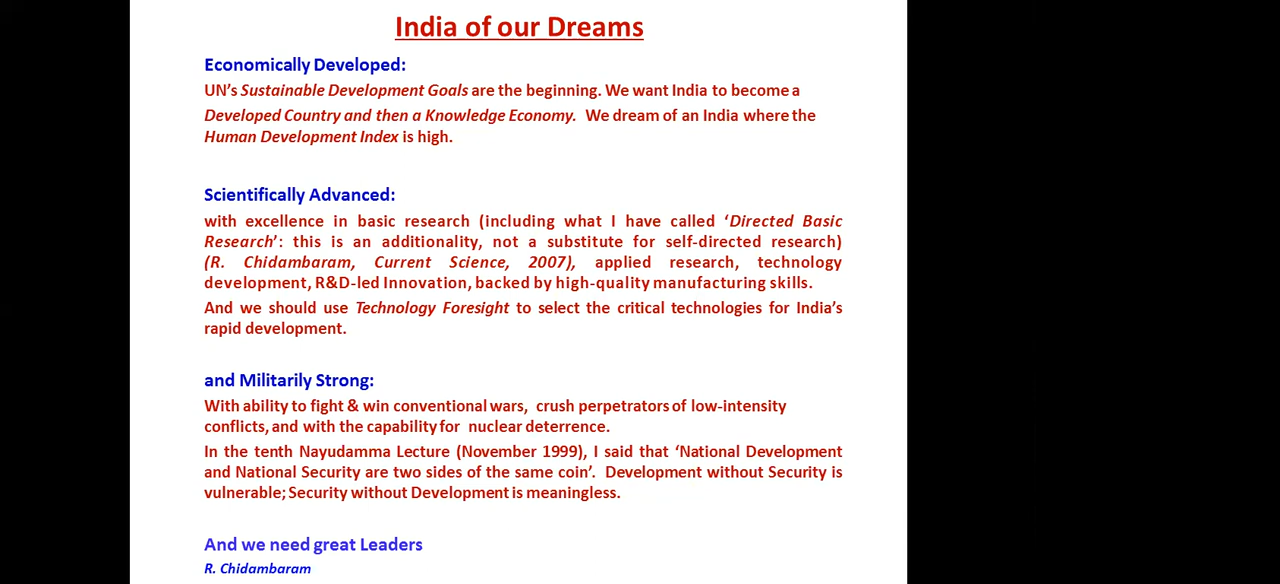 India of our Dreams
Economically Developed:
UN's Sustainable Development Goals are the beginning. We want India to become a
Developed Country and then a Knowledge Economy. We dream of an India where the
Human Development Index is high.
Scientifically Advanced:
with excellence in basic research (including what I have called ‘Directed Basic
Research’: this is an additionality, not a substitute for self-directed research)
(R. Chidambaram, Current Science, 2007), applied research, technology
development, R&D-led Innovation, backed by high-quality manufacturing skills.
And we should use Technology Foresight to select the critical technologies for India’s
rapid development.
and Militarily Strong:
With ability to fight & win conventional wars, crush perpetrators of low-intensity
conflicts, and with the capability for nuclear deterrence.
In the tenth Nayudamma Lecture (November 1999), I said that ‘National Development
and National Security are two sides of the same coin’. Development without Security is
vulnerable; Security without Development is meaningless.
And we need great Leaders
R. Chidambaram